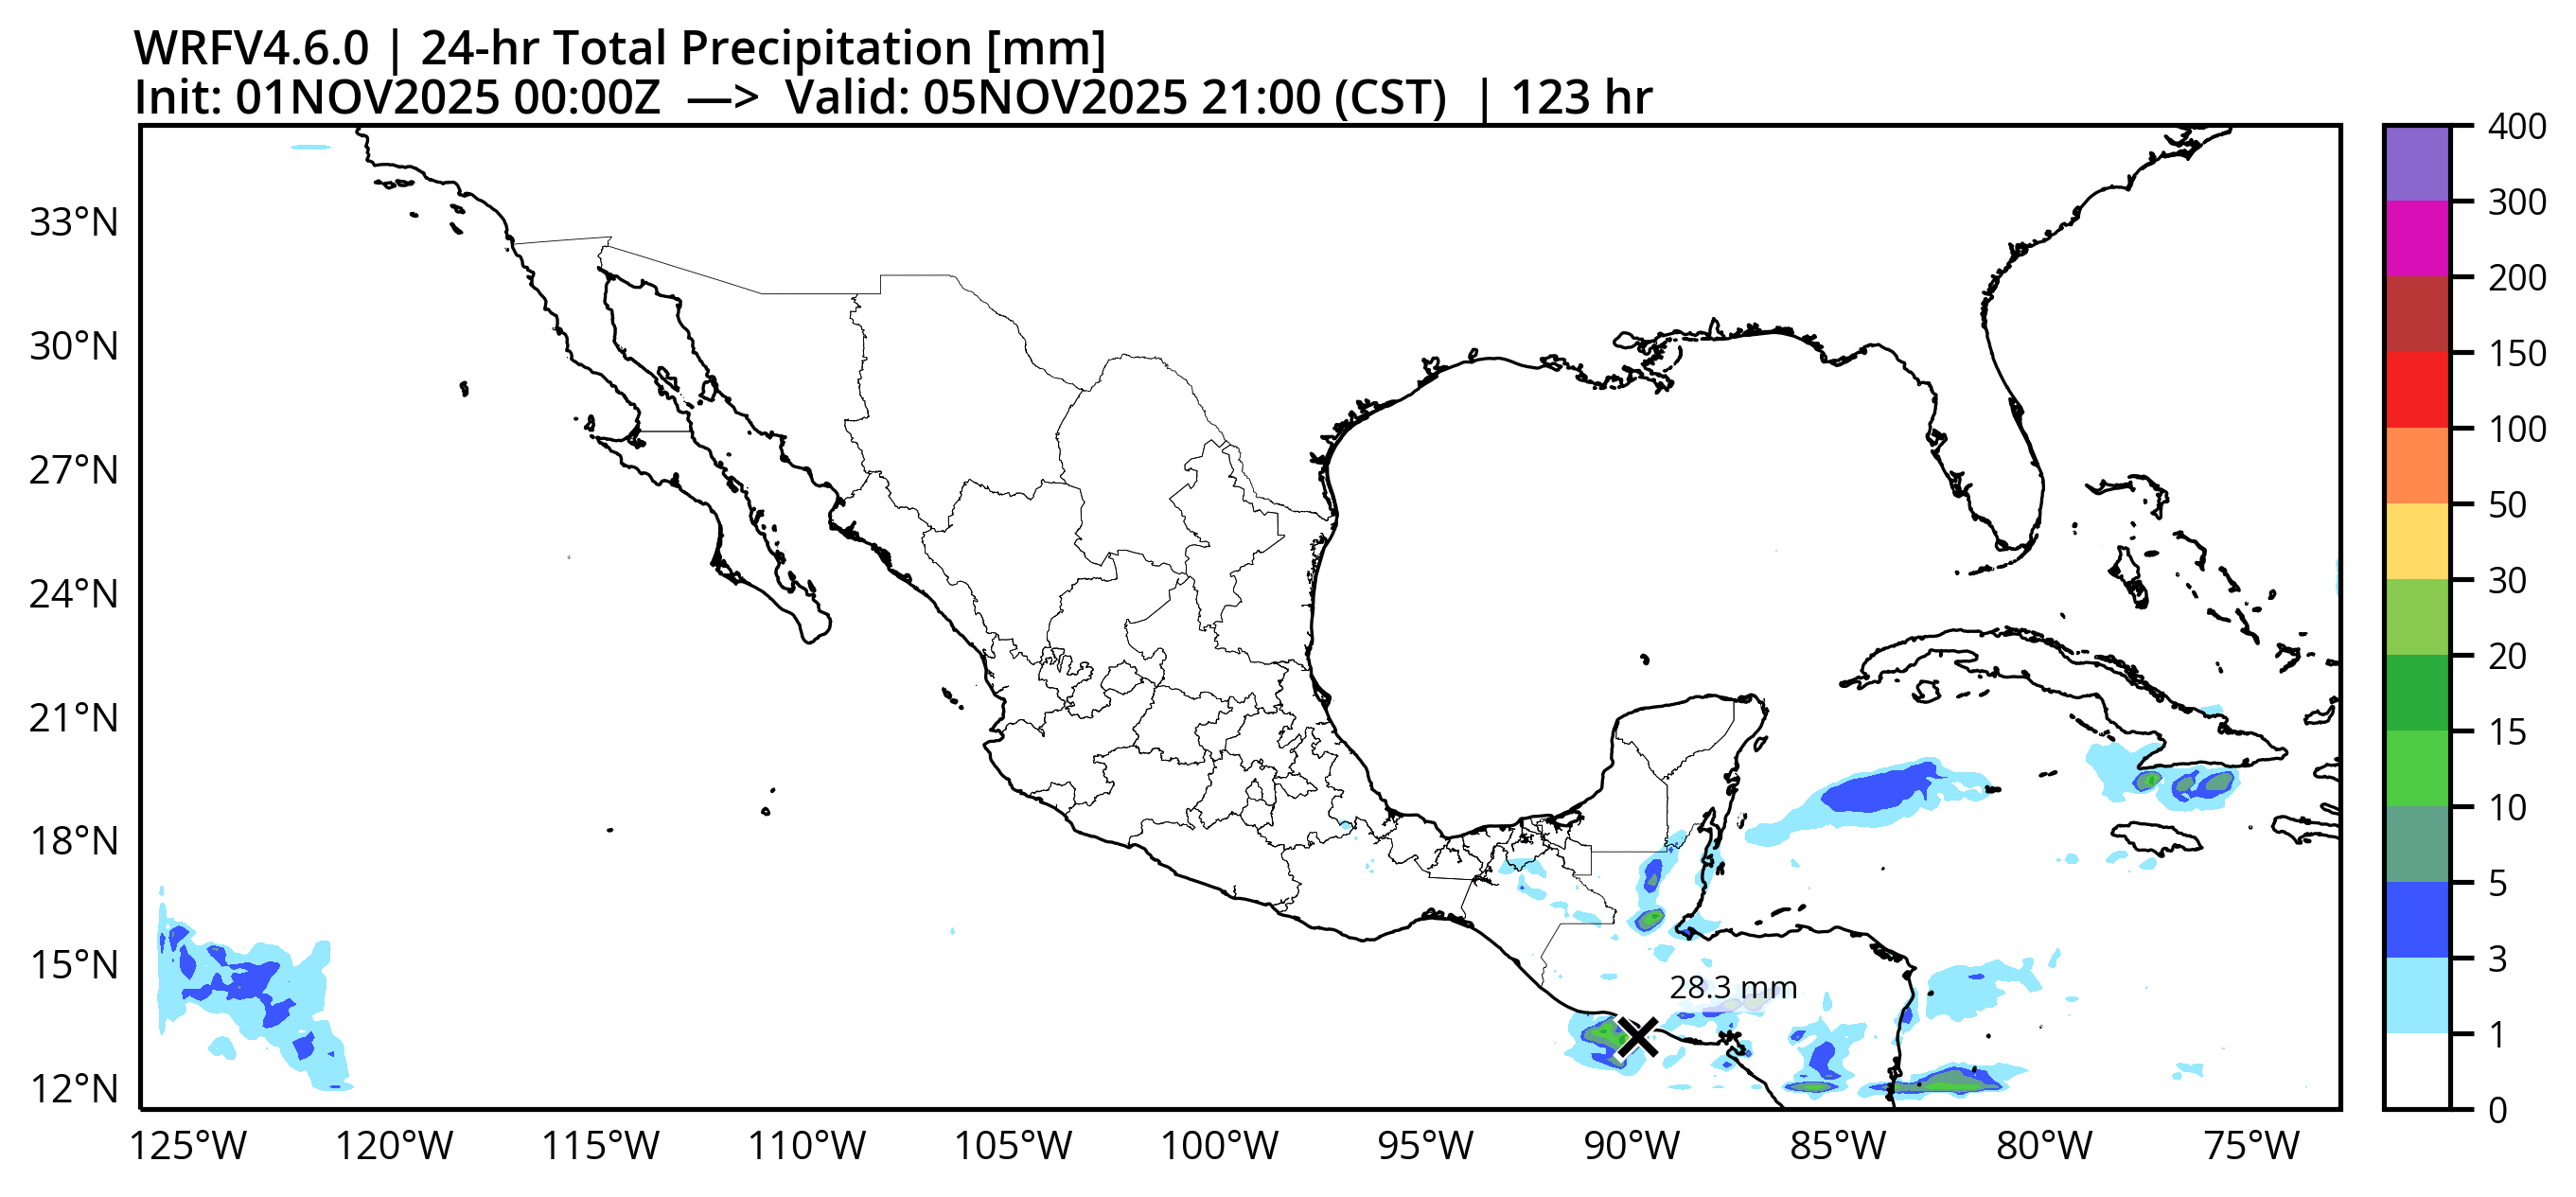 WRFV4.6.0 | 24-hr Total Precipitation [mm]
Init: 01NOV2025 00:00Z —> Valid: 05NOV2025 21:00 (CST) | 123 hr
33°N
30°N
27°N
24°N
21°N
18°N
15°N
12°N
28.3 mm
125°W 120°W 115°W 110°W 105°W 100°W 95°W 90°W 85°W 80°W 75°W
400
300
200
150
100
50
30
20
15
10
5
3
1
0